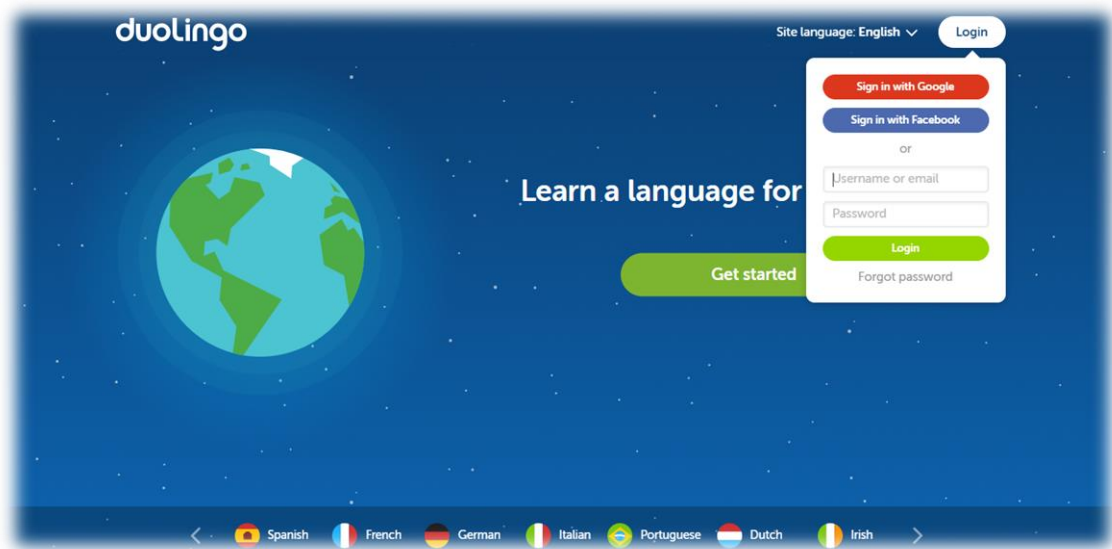 duolingo
Site language: English
Login
Sign in with Google
Sign in with Facebook
or
Username or email
Password
Login
Forgot password
Learn a language for
Get started
Spanish
French
German
Italian
Portuguese
Dutch
Irish